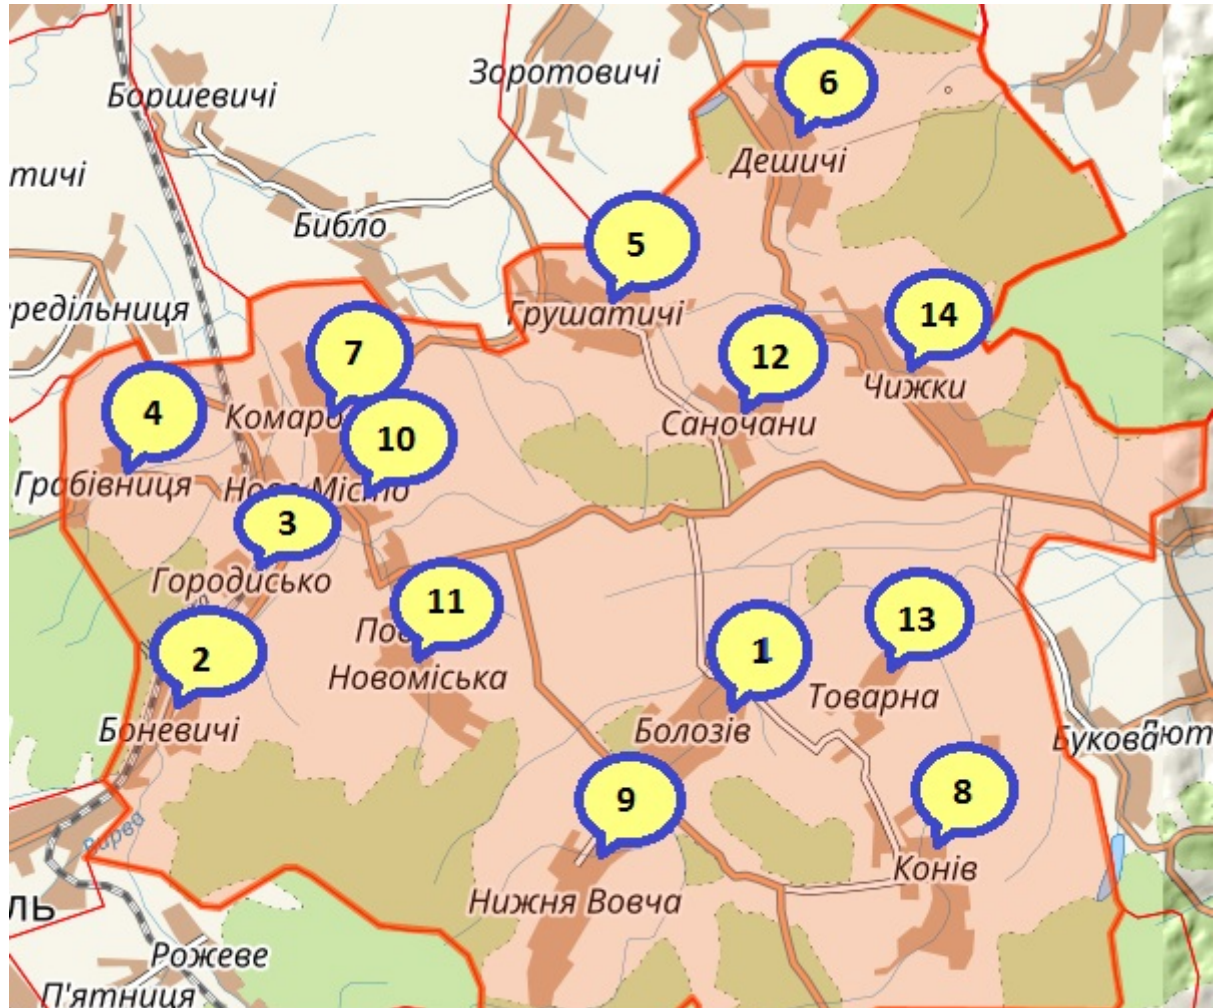 6
Зоротовичі
Боршевичі
Дешичі
тичі
Библо
5
14
редільниця
Грушатичі
7
12
Чижки
4
Комаро
10
Саночани
Грабівниця
Нове Місто
3
Городисько
11
13
2
1
Новоміська
Товарна
Боневичі
Болозів
Букова
Лют
9
8
Конів
Нижня Вовча
ль
Рожеве
П'ятниця